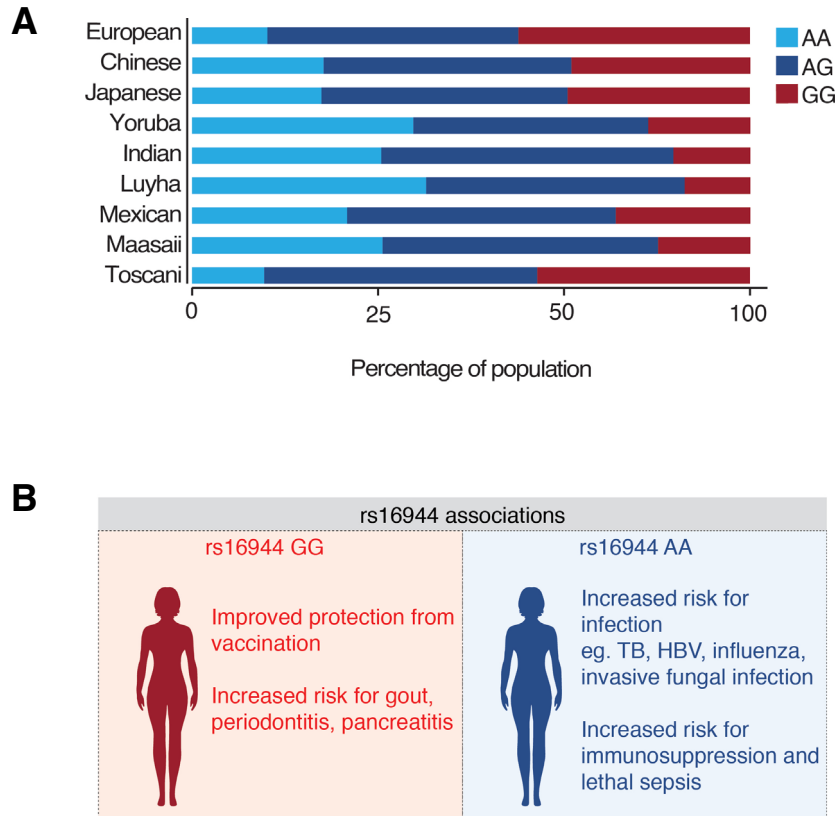 A
European
Chinese
Japanese
Yoruba
Indian
Luyha
Mexican
Maasaii
Toscani
AA
AG
GG
0
25
50
100
Percentage of population
B
rs16944 associations
rs16944 GG
Improved protection from
vaccination
Increased risk for gout,
periodontitis, pancreatitis
rs16944 AA
Increased risk for
infection
eg. TB, HBV, influenza,
invasive fungal infection
Increased risk for
immunosuppression and
lethal sepsis